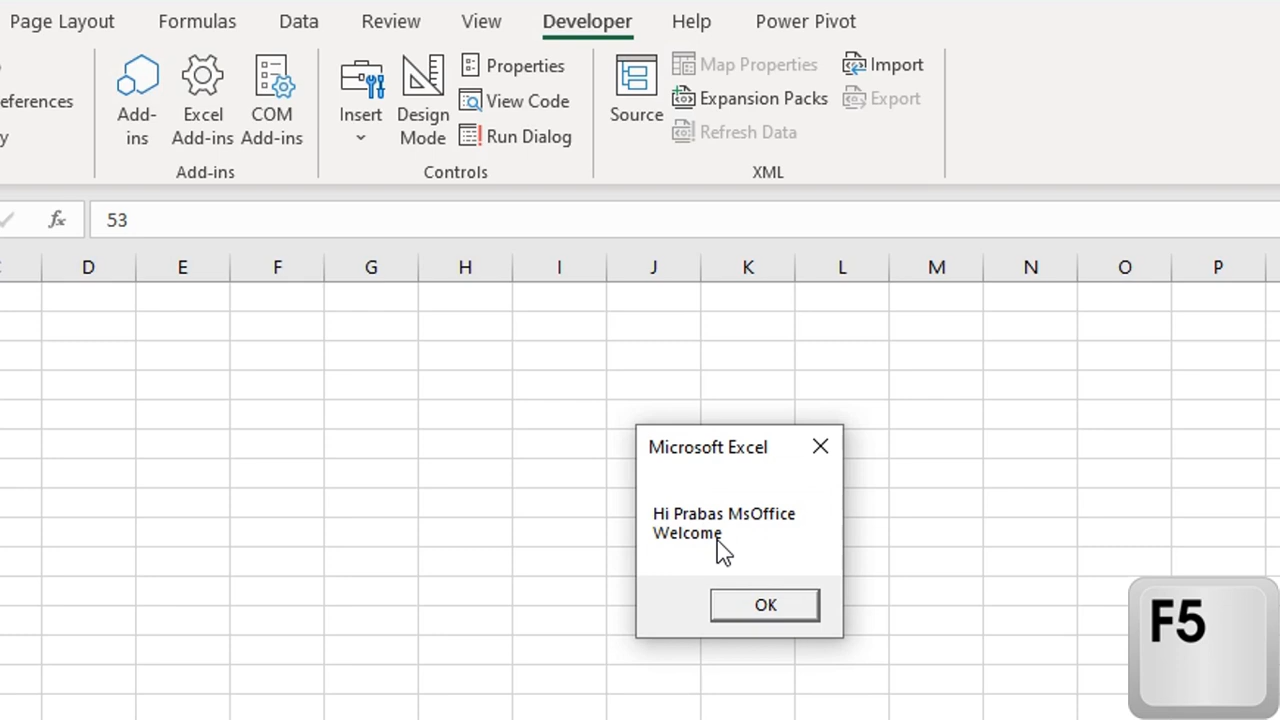 Page Layout Formulas Data Review View Developer Help Power Pivot
eferences
y
Add-
ins
Excel
Add-ins
COM
Add-ins
Add-ins
Insert
Design
Mode
Properties
View Code
Run Dialog
Controls
Source
Map Properties
Expansion Packs
Refresh Data
Import
Export
XML
fx 53
D E F G H I J K L M N O P
Microsoft Excel
Hi Prabas MsOffice
Welcome
OK
F5